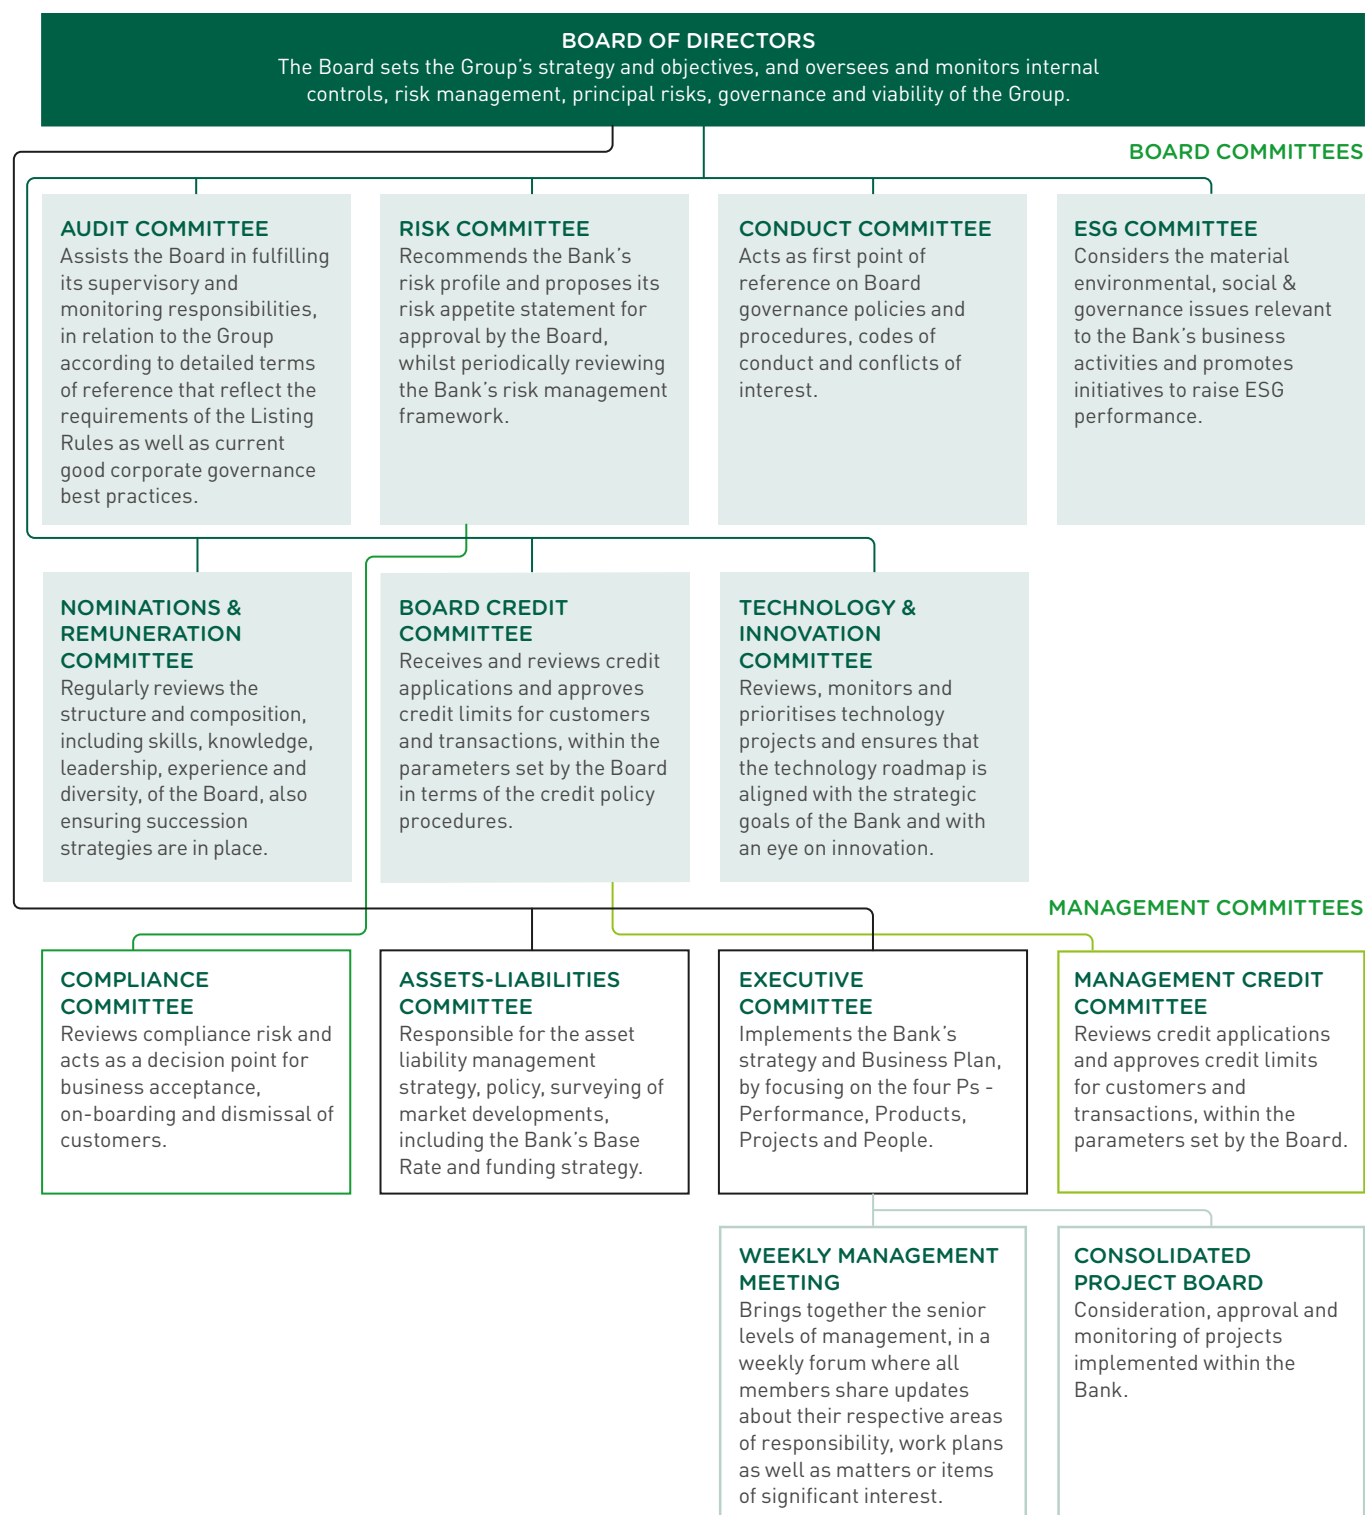 BOARD OF DIRECTORS
The Board sets the Group's strategy and objectives, and oversees and monitors internal
controls, risk management, principal risks, governance and viability of the Group.
BOARD COMMITTEES
AUDIT COMMITTEE
Assists the Board in fulfilling
its supervisory and
monitoring responsibilities,
in relation to the Group
according to detailed terms
of reference that reflect the
requirements of the Listing
Rules as well as current
good corporate governance
best practices.
RISK COMMITTEE
Recommends the Bank's
risk profile and proposes its
risk appetite statement for
approval by the Board,
whilst periodically reviewing
the Bank's risk management
framework.
CONDUCT COMMITTEE
Acts as first point of
reference on Board
governance policies and
procedures, codes of
conduct and conflicts of
interest.
ESG COMMITTEE
Considers the material
environmental, social &
governance issues relevant
to the Bank's business
activities and promotes
initiatives to raise ESG
performance.
NOMINATIONS &
REMUNERATION
COMMITTEE
Regularly reviews the
structure and composition,
including skills, knowledge,
leadership, experience and
diversity, of the Board, also
ensuring succession
strategies are in place.
BOARD CREDIT
COMMITTEE
Receives and reviews credit
applications and approves
credit limits for customers
and transactions, within the
parameters set by the Board
in terms of the credit policy
procedures.
TECHNOLOGY &
INNOVATION
COMMITTEE
Reviews, monitors and
prioritises technology
projects and ensures that
the technology roadmap is
aligned with the strategic
goals of the Bank and with
an eye on innovation.
MANAGEMENT COMMITTEES
COMPLIANCE
COMMITTEE
Reviews compliance risk and
acts as a decision point for
business acceptance,
on-boarding and dismissal of
customers.
ASSETS-LIABILITIES
COMMITTEE
Responsible for the asset
liability management
strategy, policy, surveying of
market developments,
including the Bank's Base
Rate and funding strategy.
EXECUTIVE
COMMITTEE
Implements the Bank's
strategy and Business Plan,
by focusing on the four Ps -
Performance, Products,
Projects and People.
MANAGEMENT CREDIT
COMMITTEE
Reviews credit applications
and approves credit limits
for customers and
transactions, within the
parameters set by the Board.
WEEKLY MANAGEMENT
MEETING
Brings together the senior
levels of management, in a
weekly forum where all
members share updates
about their respective areas
of responsibility, work plans
as well as matters or items
of significant interest.
CONSOLIDATED
PROJECT BOARD
Consideration, approval and
monitoring of projects
implemented within the
Bank.